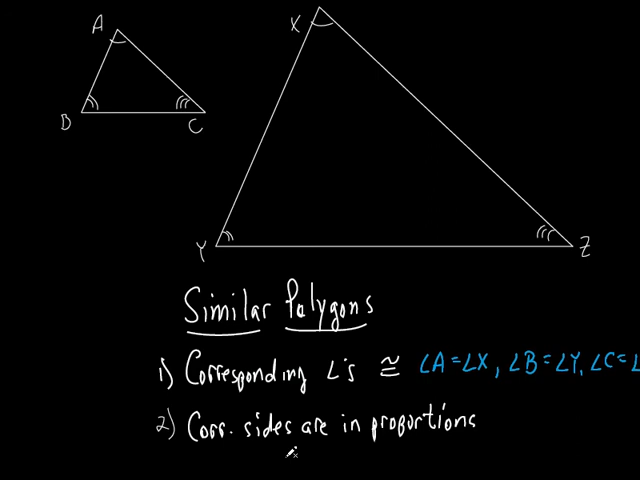 A
X
B
C
Y
Z
Similar Polygons
1) Corresponding ∠'s ≅ ∠A=∠X, ∠B=∠Y, ∠C=∠
2) Corr. sides are in proportions